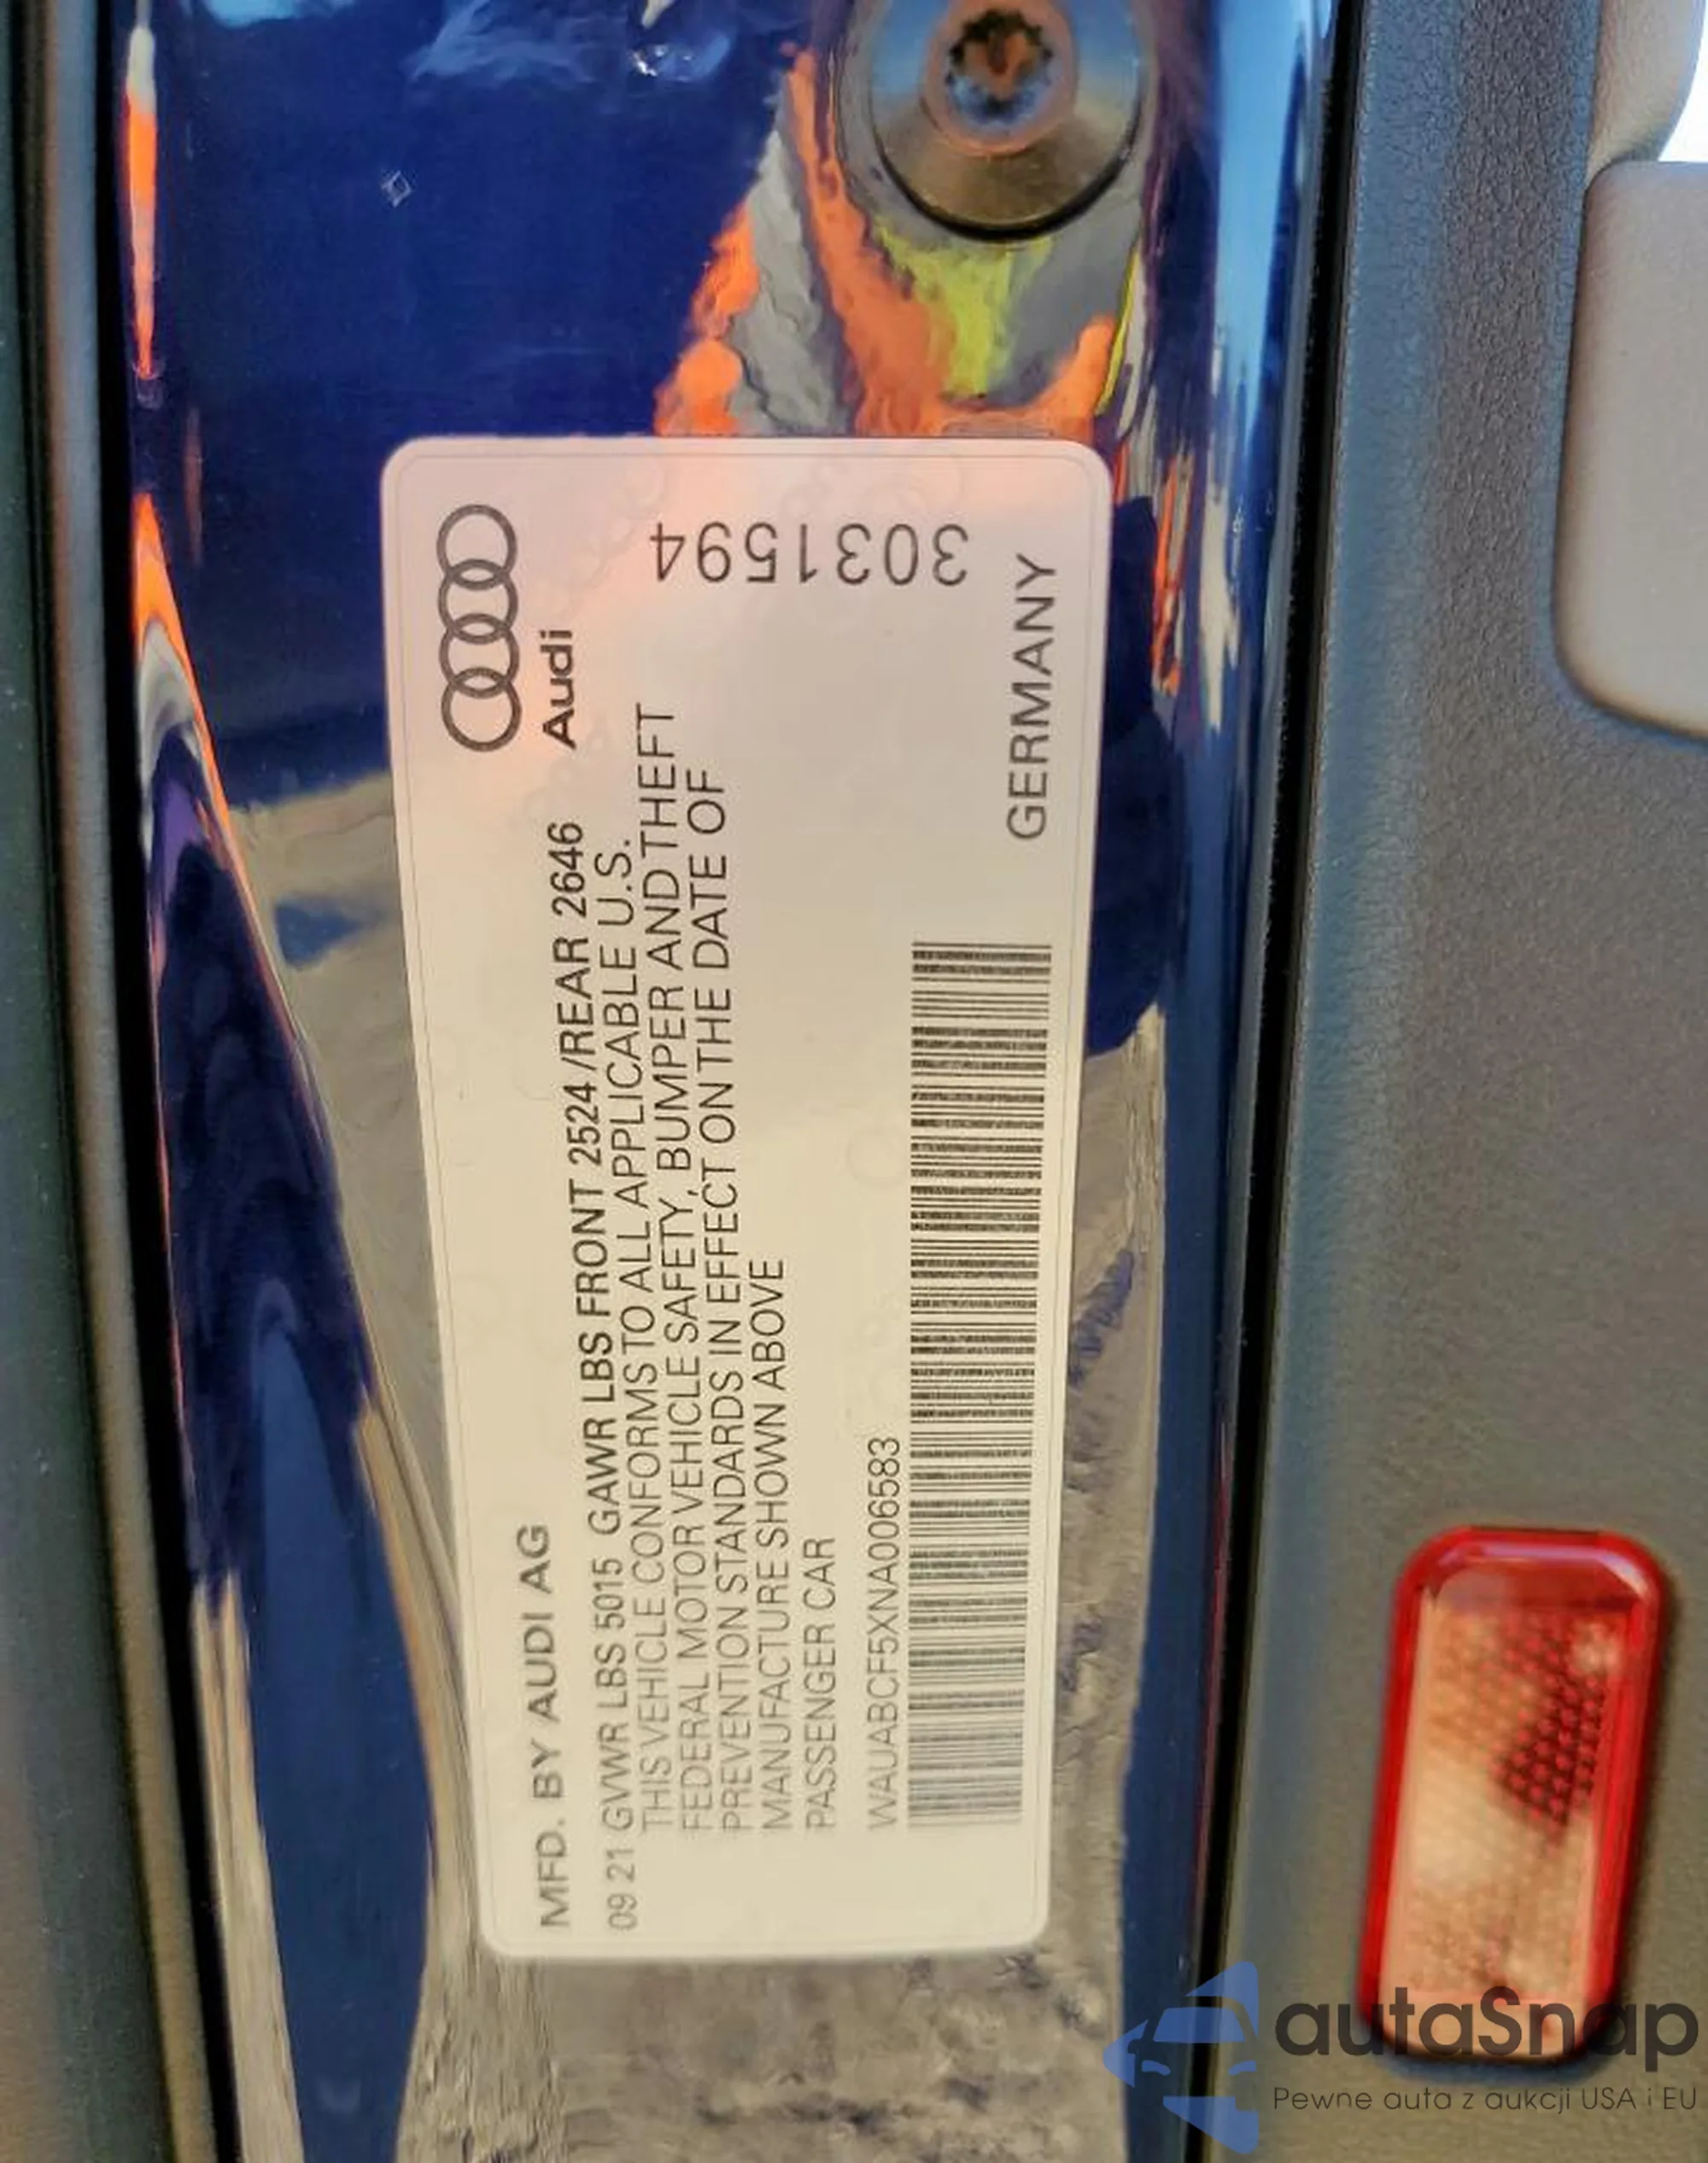 Audi
MFD. BY AUDI AG
09 21 GVWR LBS 5015 GAWR LBS FRONT 2524 /REAR 2646
THIS VEHICLE CONFORMS TO ALL APPLICABLE U.S.
FEDERAL MOTOR VEHICLE SAFETY, BUMPER AND THEFT
PREVENTION STANDARDS IN EFFECT ON THE DATE OF
MANUFACTURE SHOWN ABOVE
PASSENGER CAR
WAUABCF5XNA006583
GERMANY
3031594
autaSnap
Pewne auta z aukcji USA i EU